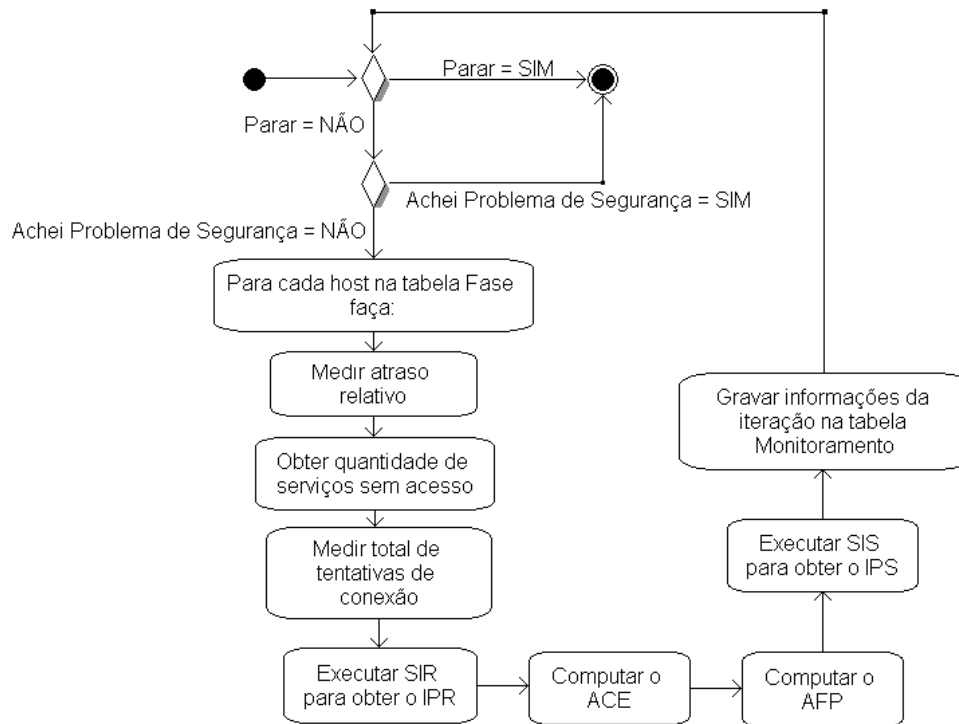 Parar = SIM
Parar = NÃO
Achei Problema de Segurança = SIM
Achei Problema de Segurança = NÃO
Para cada host na tabela Fase
faça:
Medir atraso
relativo
Obter quantidade de
serviços sem acesso
Medir total de
tentativas de
conexão
Executar SIR
para obter o IPR
Computar o
ACE
Computar o
AFP
Executar SIS
para obter o IPS
Gravar informações da
iteração na tabela
Monitoramento